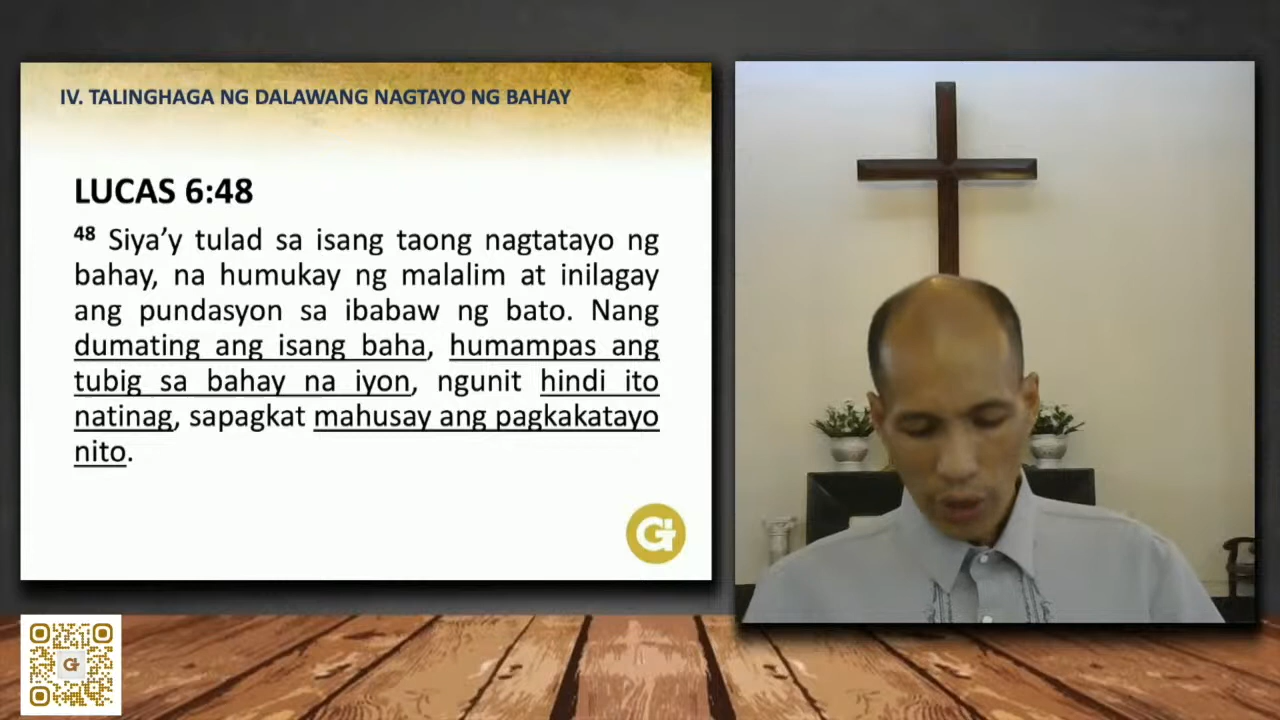 IV. TALINGHAGA NG DALAWANG NAGTAYO NG BAHAY
LUCAS 6:48
48 Siya’y tulad sa isang taong nagtatayo ng
bahay, na humukay ng malalim at inilagay
ang pundasyon sa ibabaw ng bato. Nang
dumating ang isang baha, humampas ang
tubig sa bahay na iyon, ngunit hindi ito
natinag, sapagkat mahusay ang pagkakatayo
nito.